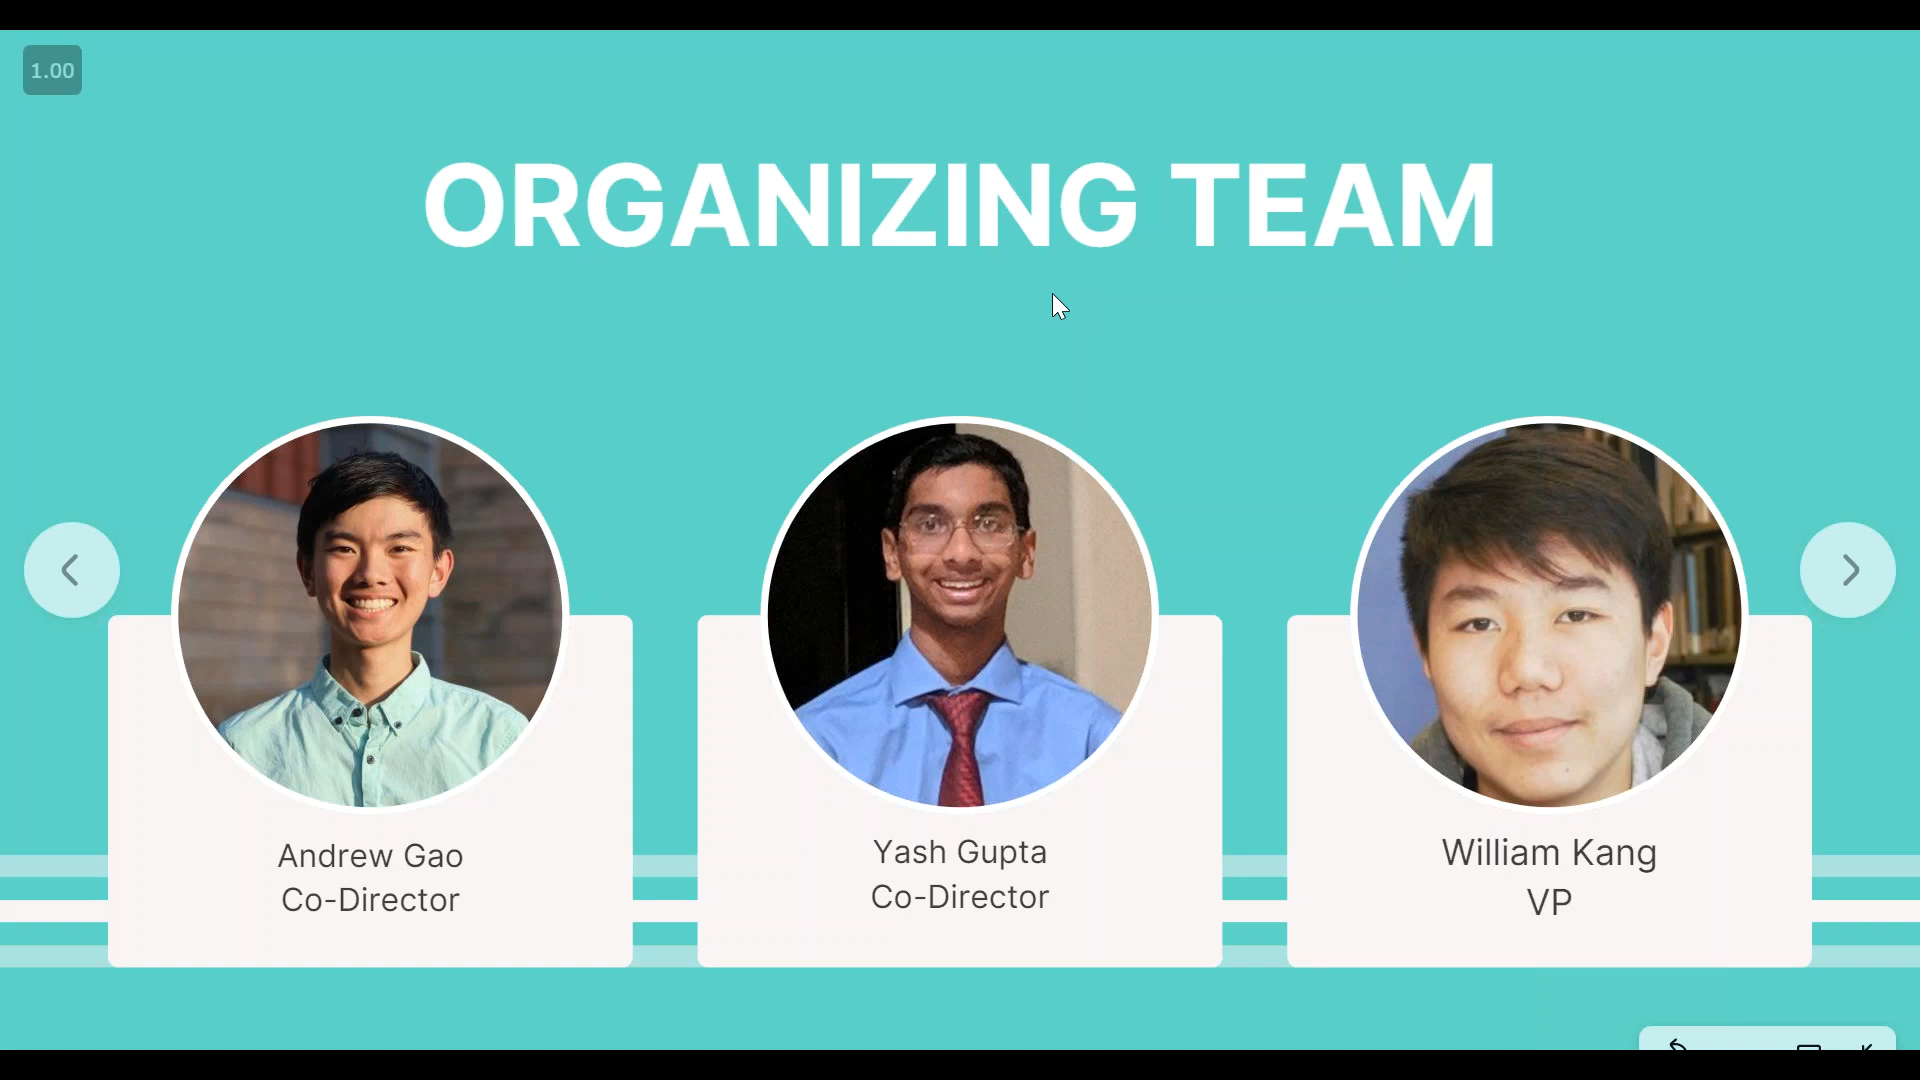 1.00
ORGANIZING TEAM
Andrew Gao
Co-Director
Yash Gupta
Co-Director
William Kang
VP